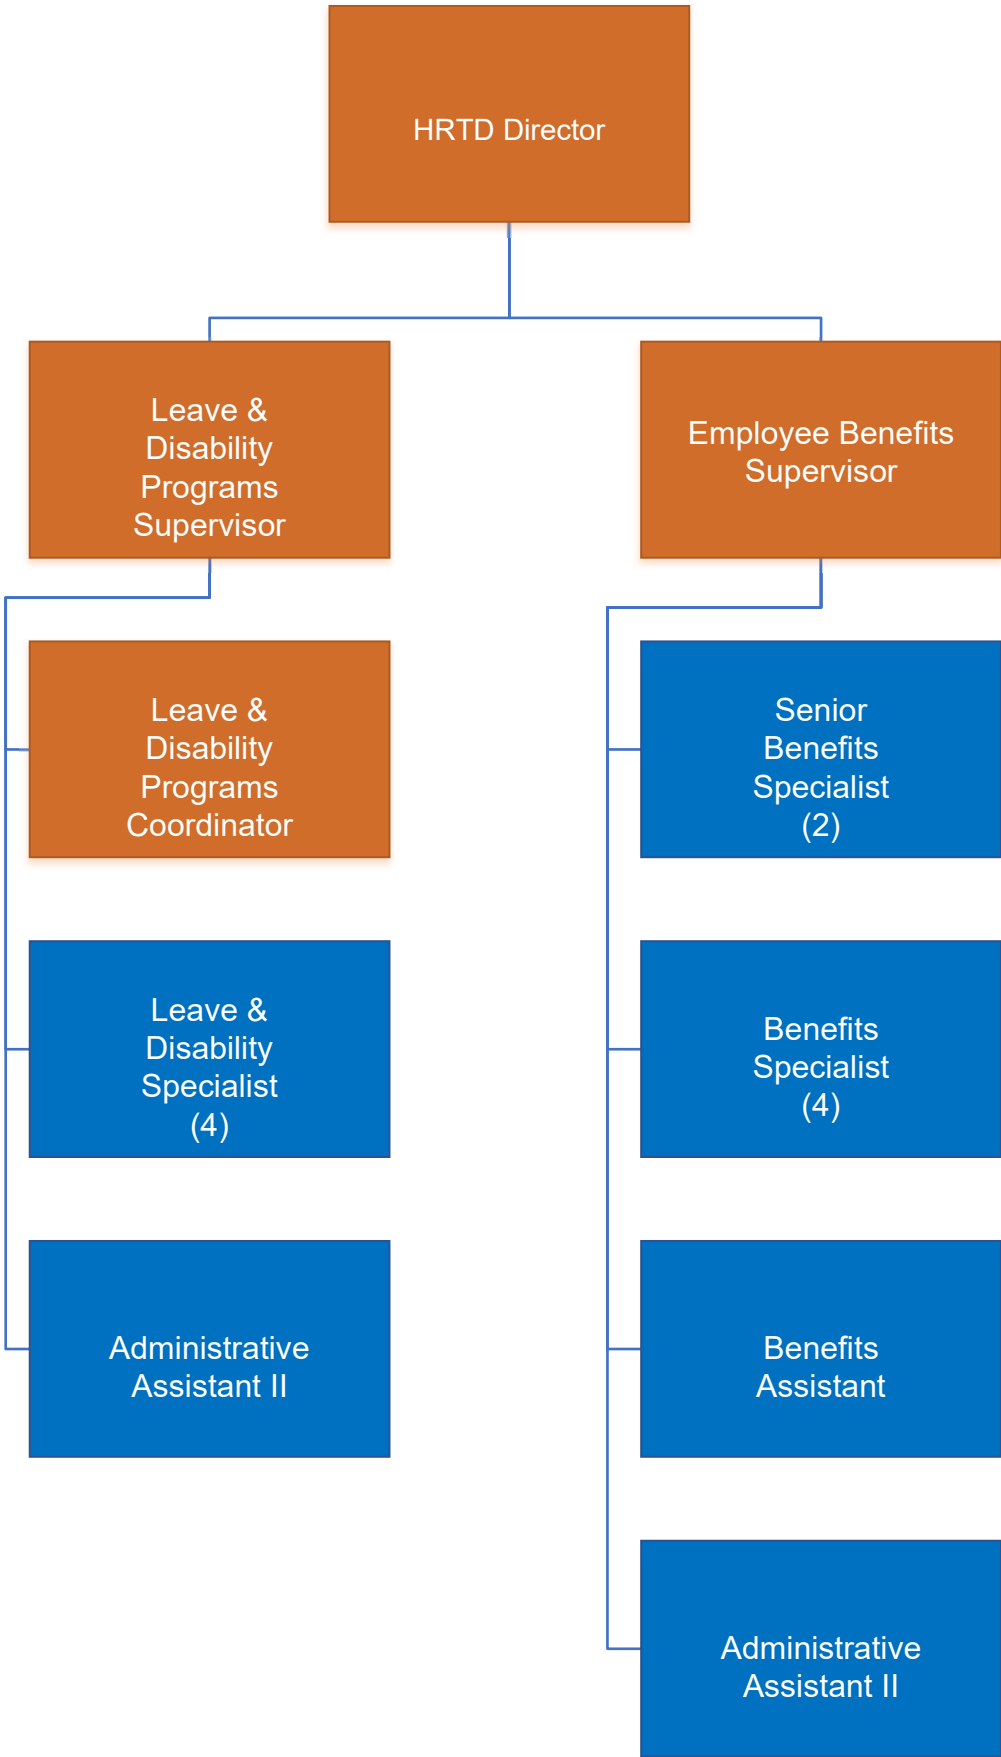 HRTD Director
Leave &
Disability
Programs
Supervisor
Employee Benefits
Supervisor
Leave &
Disability
Programs
Coordinator
Senior
Benefits
Specialist
(2)
Leave &
Disability
Specialist
(4)
Benefits
Specialist
(4)
Administrative
Assistant II
Benefits
Assistant
Administrative
Assistant II